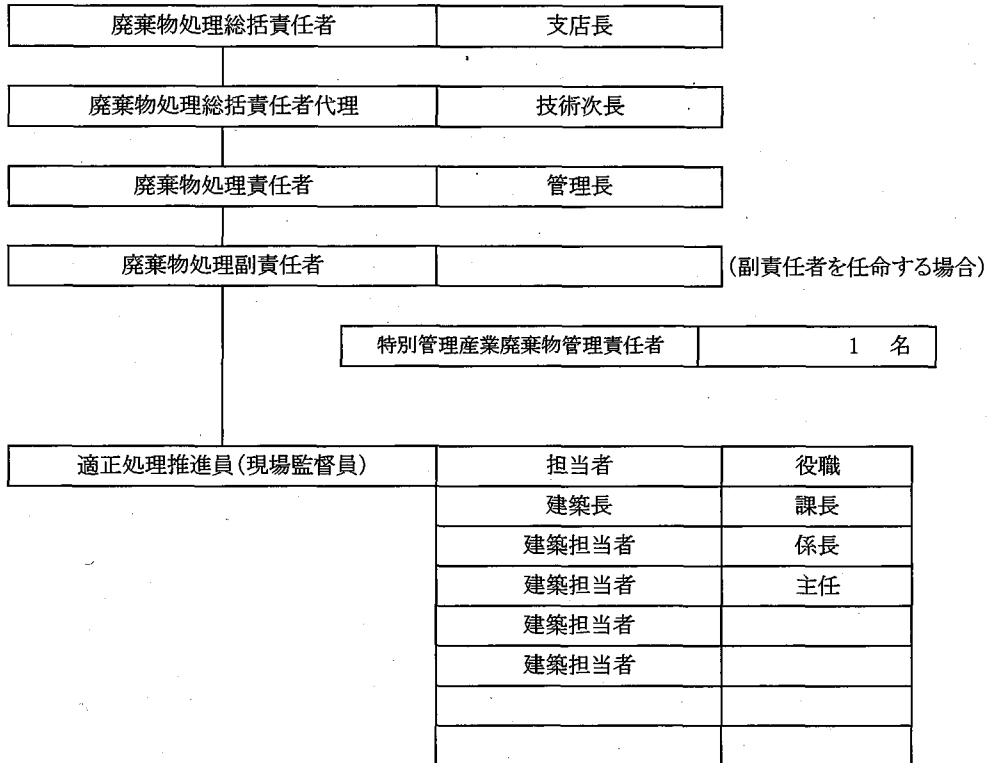 廃棄物処理総括責任者 支店長
廃棄物処理総括責任者代理 技術次長
廃棄物処理責任者 管理長
廃棄物処理副責任者 (副責任者を任命する場合)
特別管理産業廃棄物管理責任者 1 名
適正処理推進員(現場監督員) 担当者 役職
建築長 課長
建築担当者 係長
建築担当者 主任
建築担当者
建築担当者